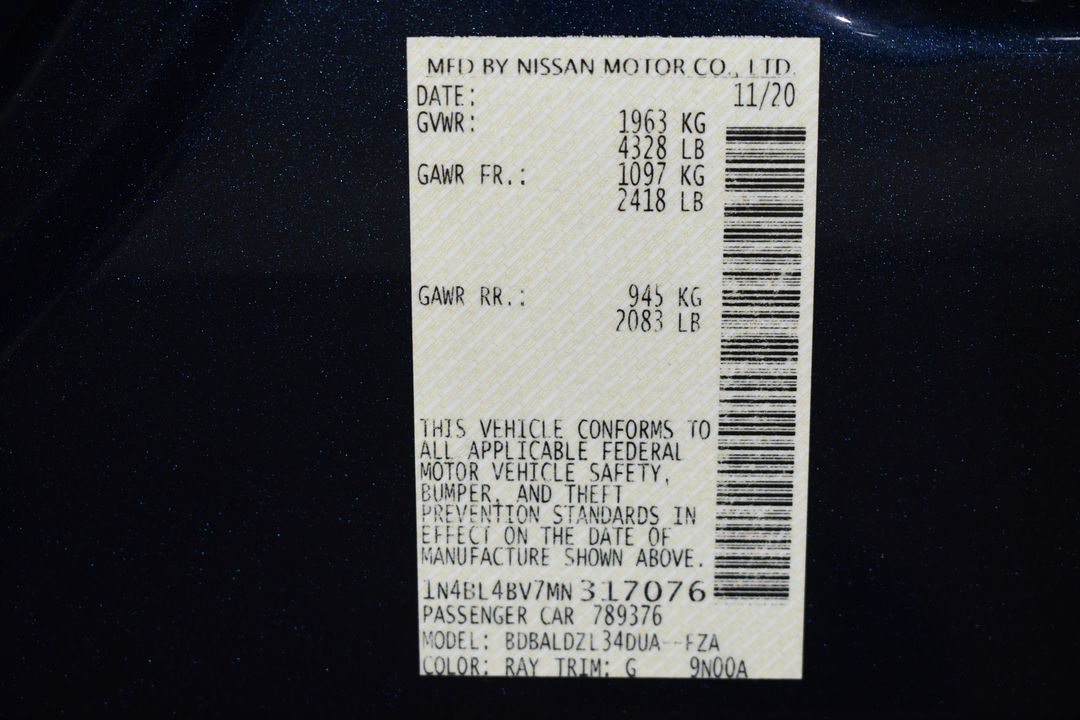 MFD BY NISSAN MOTOR CO., LTD.
DATE: 11/20
GVWR: 1963 KG
4328 LB
GAWR FR.: 1097 KG
2418 LB
GAWR RR.: 945 KG
2083 LB
THIS VEHICLE CONFORMS TO
ALL APPLICABLE FEDERAL
MOTOR VEHICLE SAFETY,
BUMPER, AND THEFT
PREVENTION STANDARDS IN
EFFECT ON THE DATE OF
MANUFACTURE SHOWN ABOVE.
1N4BL4BV7MN317076
PASSENGER CAR 789376
MODEL: BDBALDZL34DUA--FZA
COLOR: RAY TRIM: G 9N00A